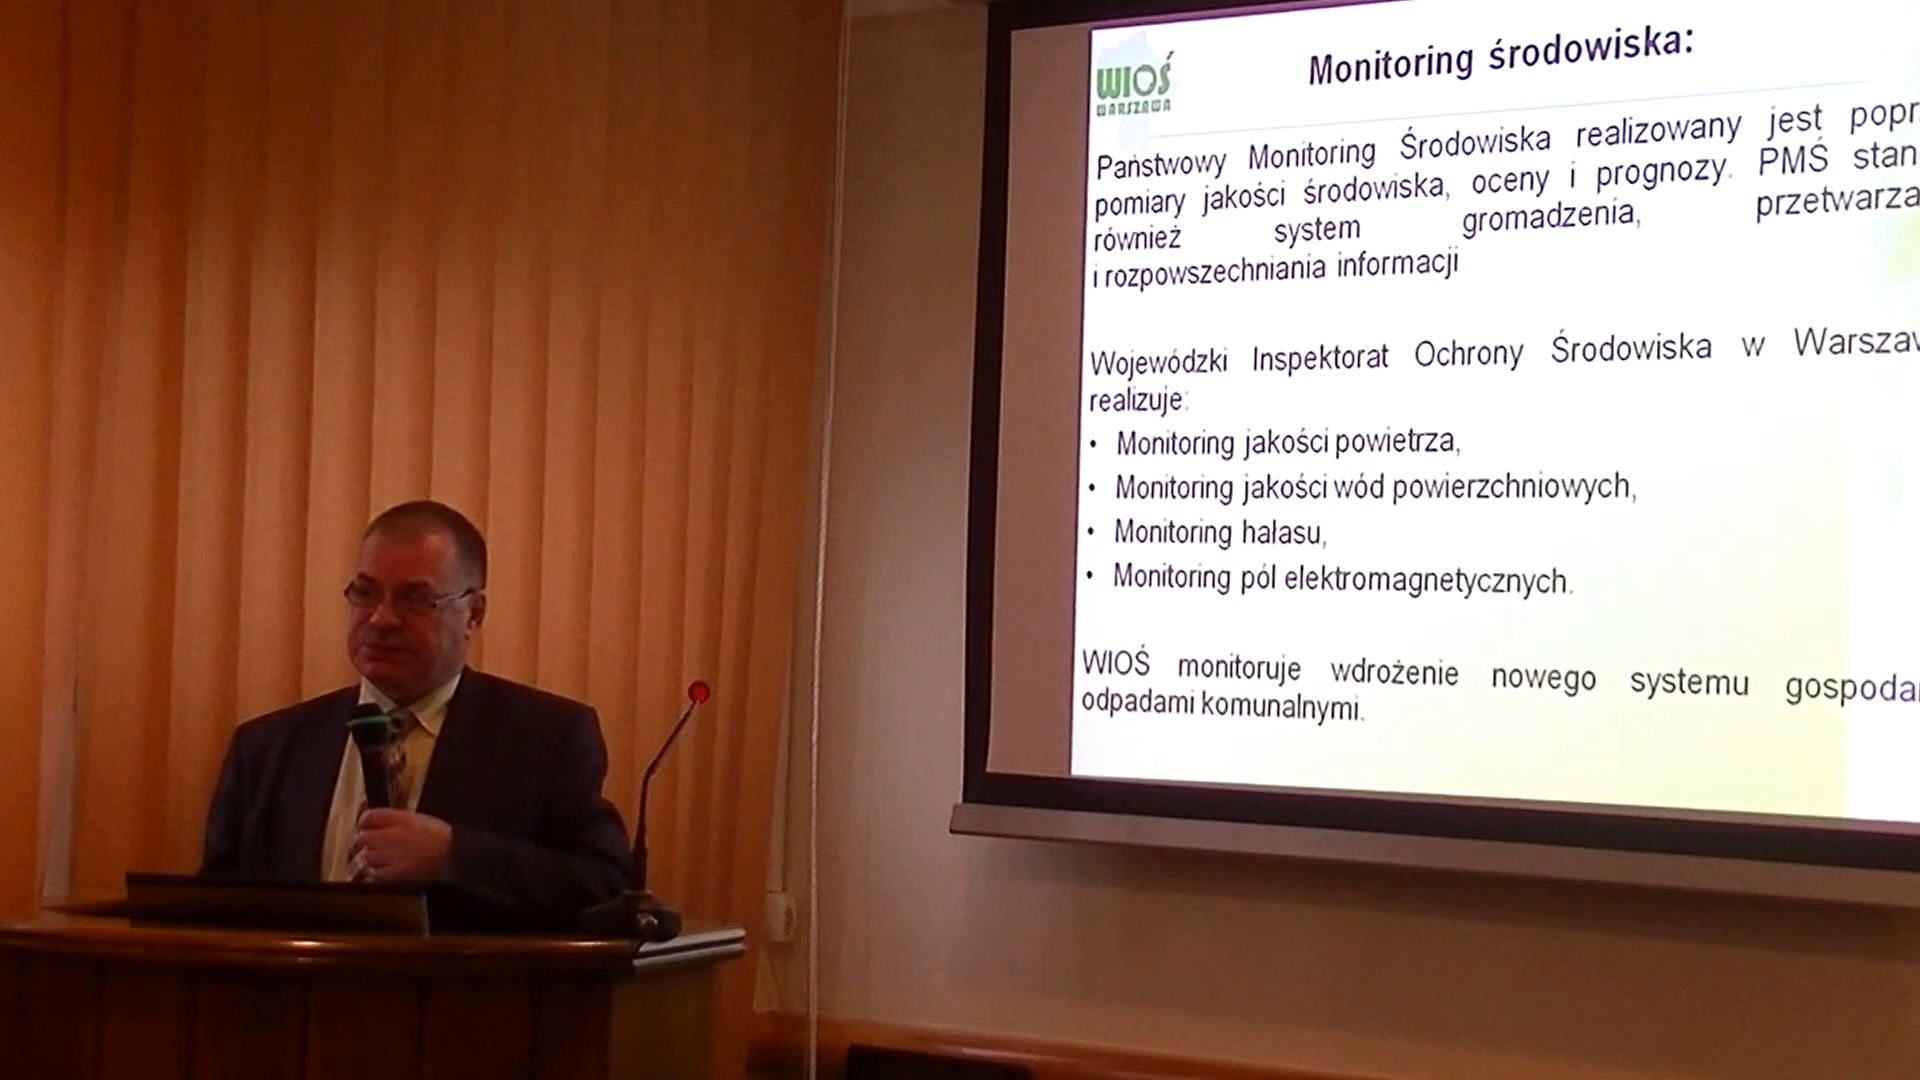 WIOŚ
WARSZAWA
Monitoring środowiska:
Państwowy Monitoring Środowiska realizowany jest
pomiary jakości środowiska, oceny i prognozy. PMŚ
również system gromadzenia,
i rozpowszechniania informacji
Wojewódzki Inspektorat Ochrony Środowiska w
realizuje:
• Monitoring jakości powietrza,
• Monitoring jakości wód powierzchniowych,
• Monitoring hałasu,
• Monitoring pól elektromagnetycznych.
WIOŚ monitoruje wdrożenie nowego systemu
odpadami komunalnymi.